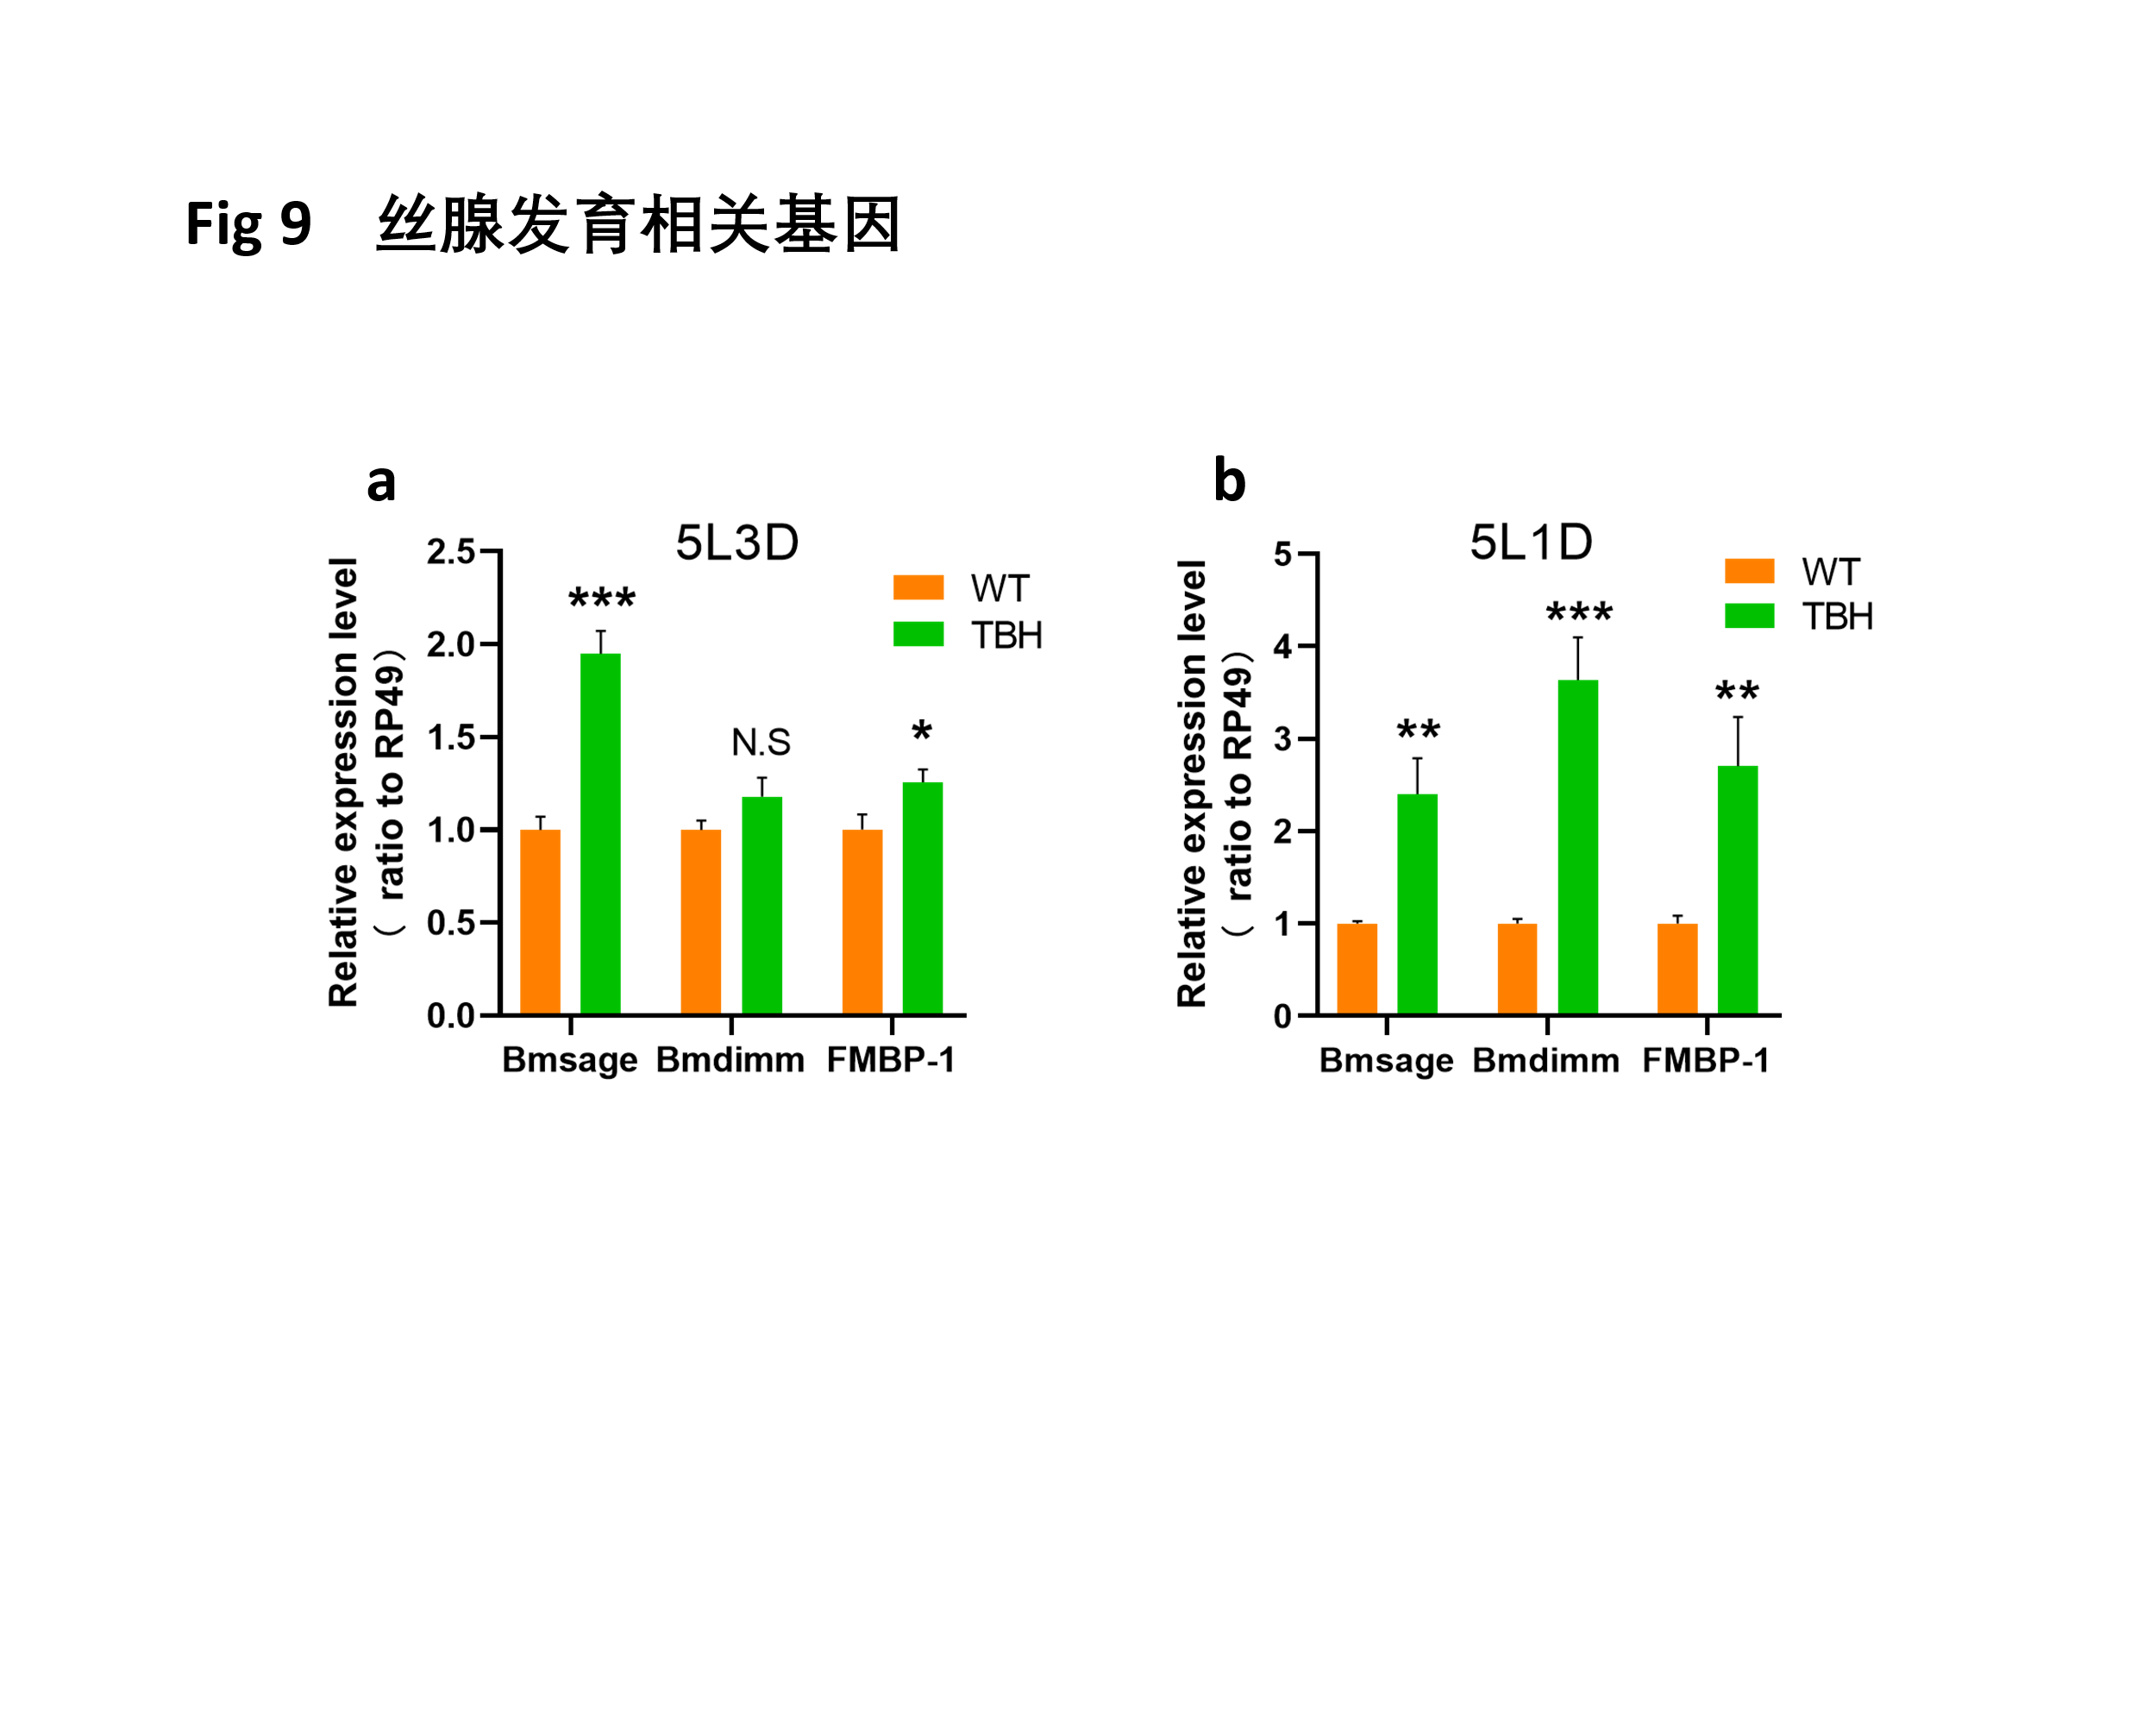 Fig 9 丝腺发育相关基因
a
5L3D
Relative expression level
（ ratio to RP49）
2.5
2.0
1.5
1.0
0.5
0.0
***
N.S
*
WT
TBH
Bmsage Bmdimm FMBP-1
b
5L1D
Relative expression level
（ ratio to RP49）
5
4
3
2
1
0
**
***
**
WT
TBH
Bmsage Bmdimm FMBP-1